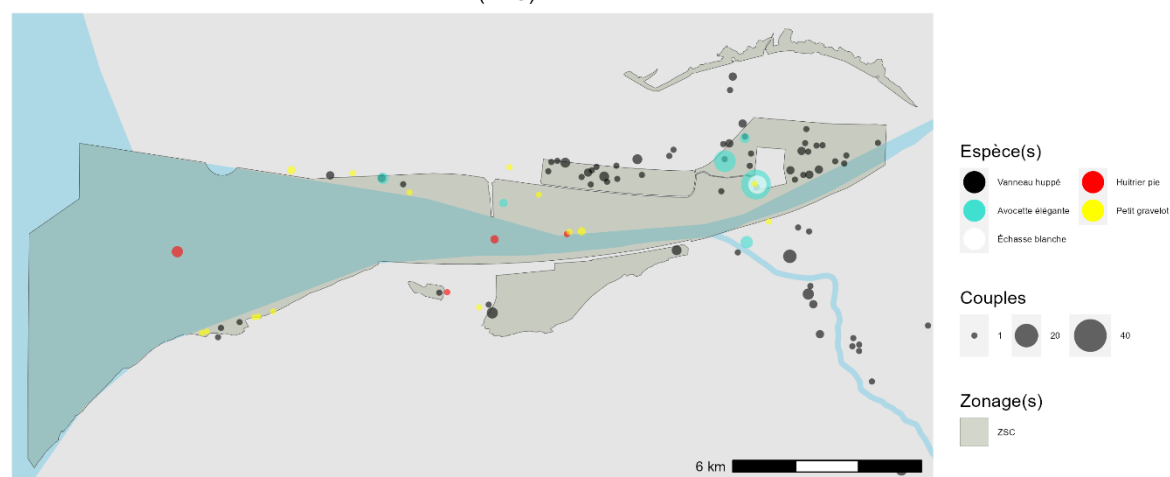 Espèce(s)
Vanneau huppé
Huitrier pie
Avocette élégante
Petit gravelot
Échasse blanche
Couples
1
20
40
Zonage(s)
ZSC
6 km